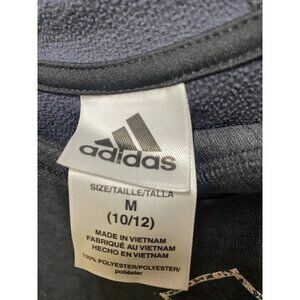 adidas
SIZE/TAILLE/TALLA
M
(10/12)
MADE IN VIETNAM
FABRIQUÉ AU VIETNAM
HECHO EN VIETNAM
100% POLYESTER/POLYESTER/
poliéster